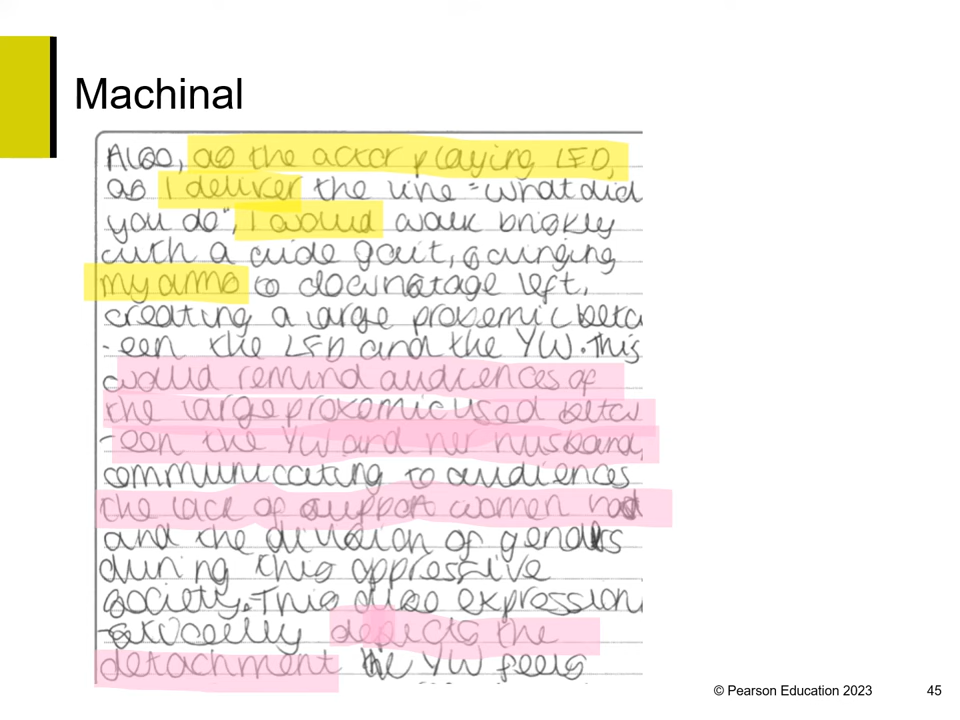 Machinal
Also, as the actor playing LFD,
as I deliver the line "what did
you do", I would walk briskly
with a wide gait, swinging
my arms to downstage left,
creating a large proxemic betw
-een the LFD and the YW. This
would remind audiences of
the large proxemic used betw
-een the YW and her husband,
communicating to audiences
the lack of support women had
and the division of genders
during this oppressive
society. This also expression
-istically depicts the
detachment the YW feels
© Pearson Education 2023 45